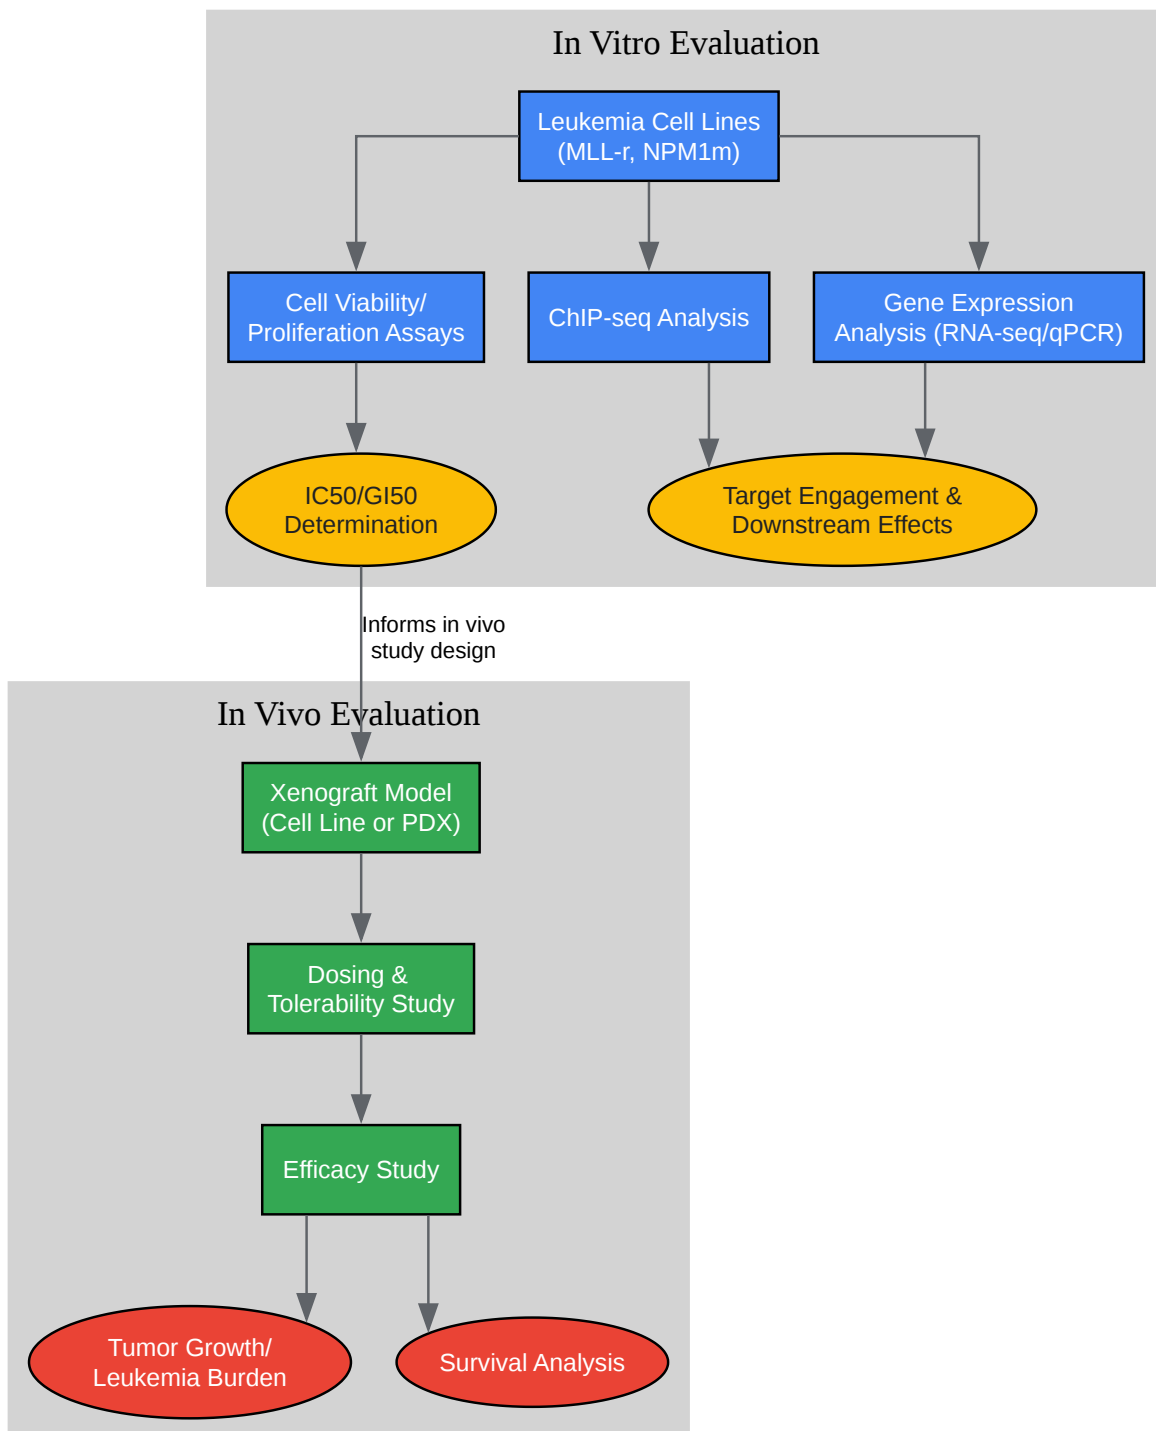 In Vitro Evaluation
Leukemia Cell Lines
(MLL-r, NPM1m)
Cell Viability/
Proliferation Assays
ChIP-seq Analysis
Gene Expression
Analysis (RNA-seq/qPCR)
IC50/GI50
Determination
Target Engagement &
Downstream Effects
Informs in vivo
study design
In Vivo Evaluation
Xenograft Model
(Cell Line or PDX)
Dosing &
Tolerability Study
Efficacy Study
Tumor Growth/
Leukemia Burden
Survival Analysis